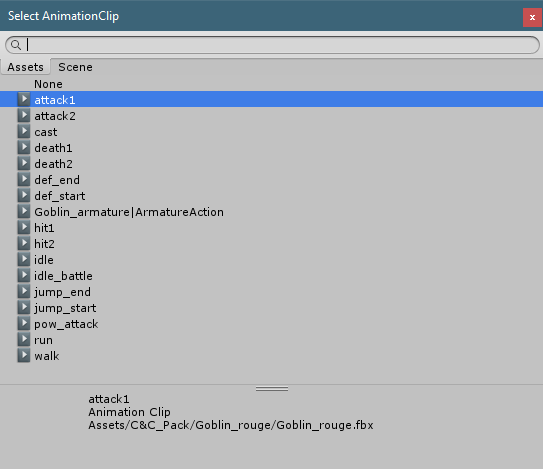 Select AnimationClip
x
Assets Scene
None
attack1
attack2
cast
death1
death2
def_end
def_start
Goblin_armature|ArmatureAction
hit1
hit2
idle
idle_battle
jump_end
jump_start
pow_attack
run
walk
attack1
Animation Clip
Assets/C&C_Pack/Goblin_rouge/Goblin_rouge.fbx